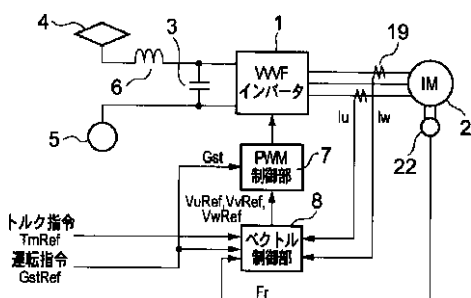 4
3
1
19
VVVF
インバータ
IM
6
Iu
Iw
2
5
22
Gst
PWM
制御部
7
VuRef,VvRef,
VwRef
8
トルク指令
TmRef
ベクトル
制御部
運転指令
GstRef
Fr